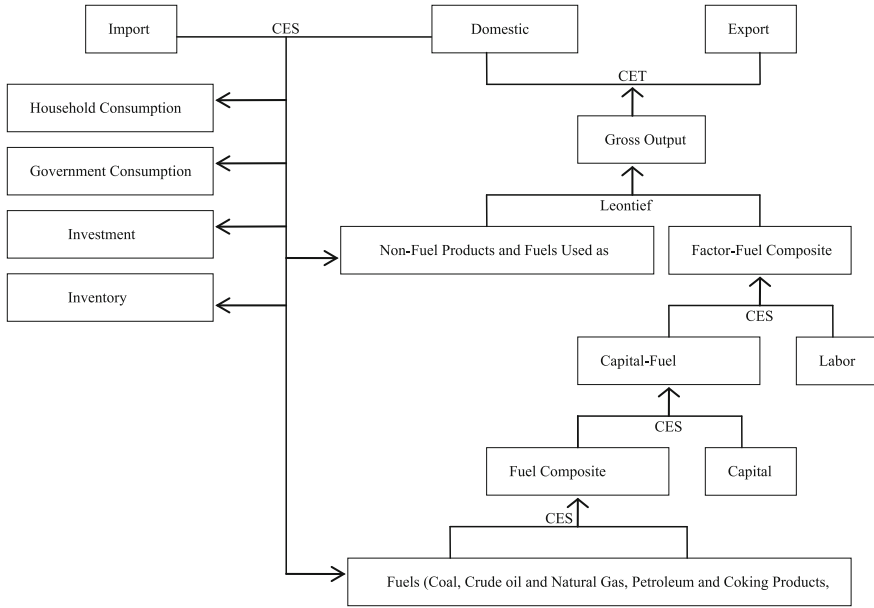 Import
CES
Domestic
Export
CET
Household Consumption
Gross Output
Government Consumption
Leontief
Investment
Non-Fuel Products and Fuels Used as
Factor-Fuel Composite
Inventory
CES
Capital-Fuel
Labor
CES
Fuel Composite
Capital
CES
Fuels (Coal, Crude oil and Natural Gas, Petroleum and Coking Products,